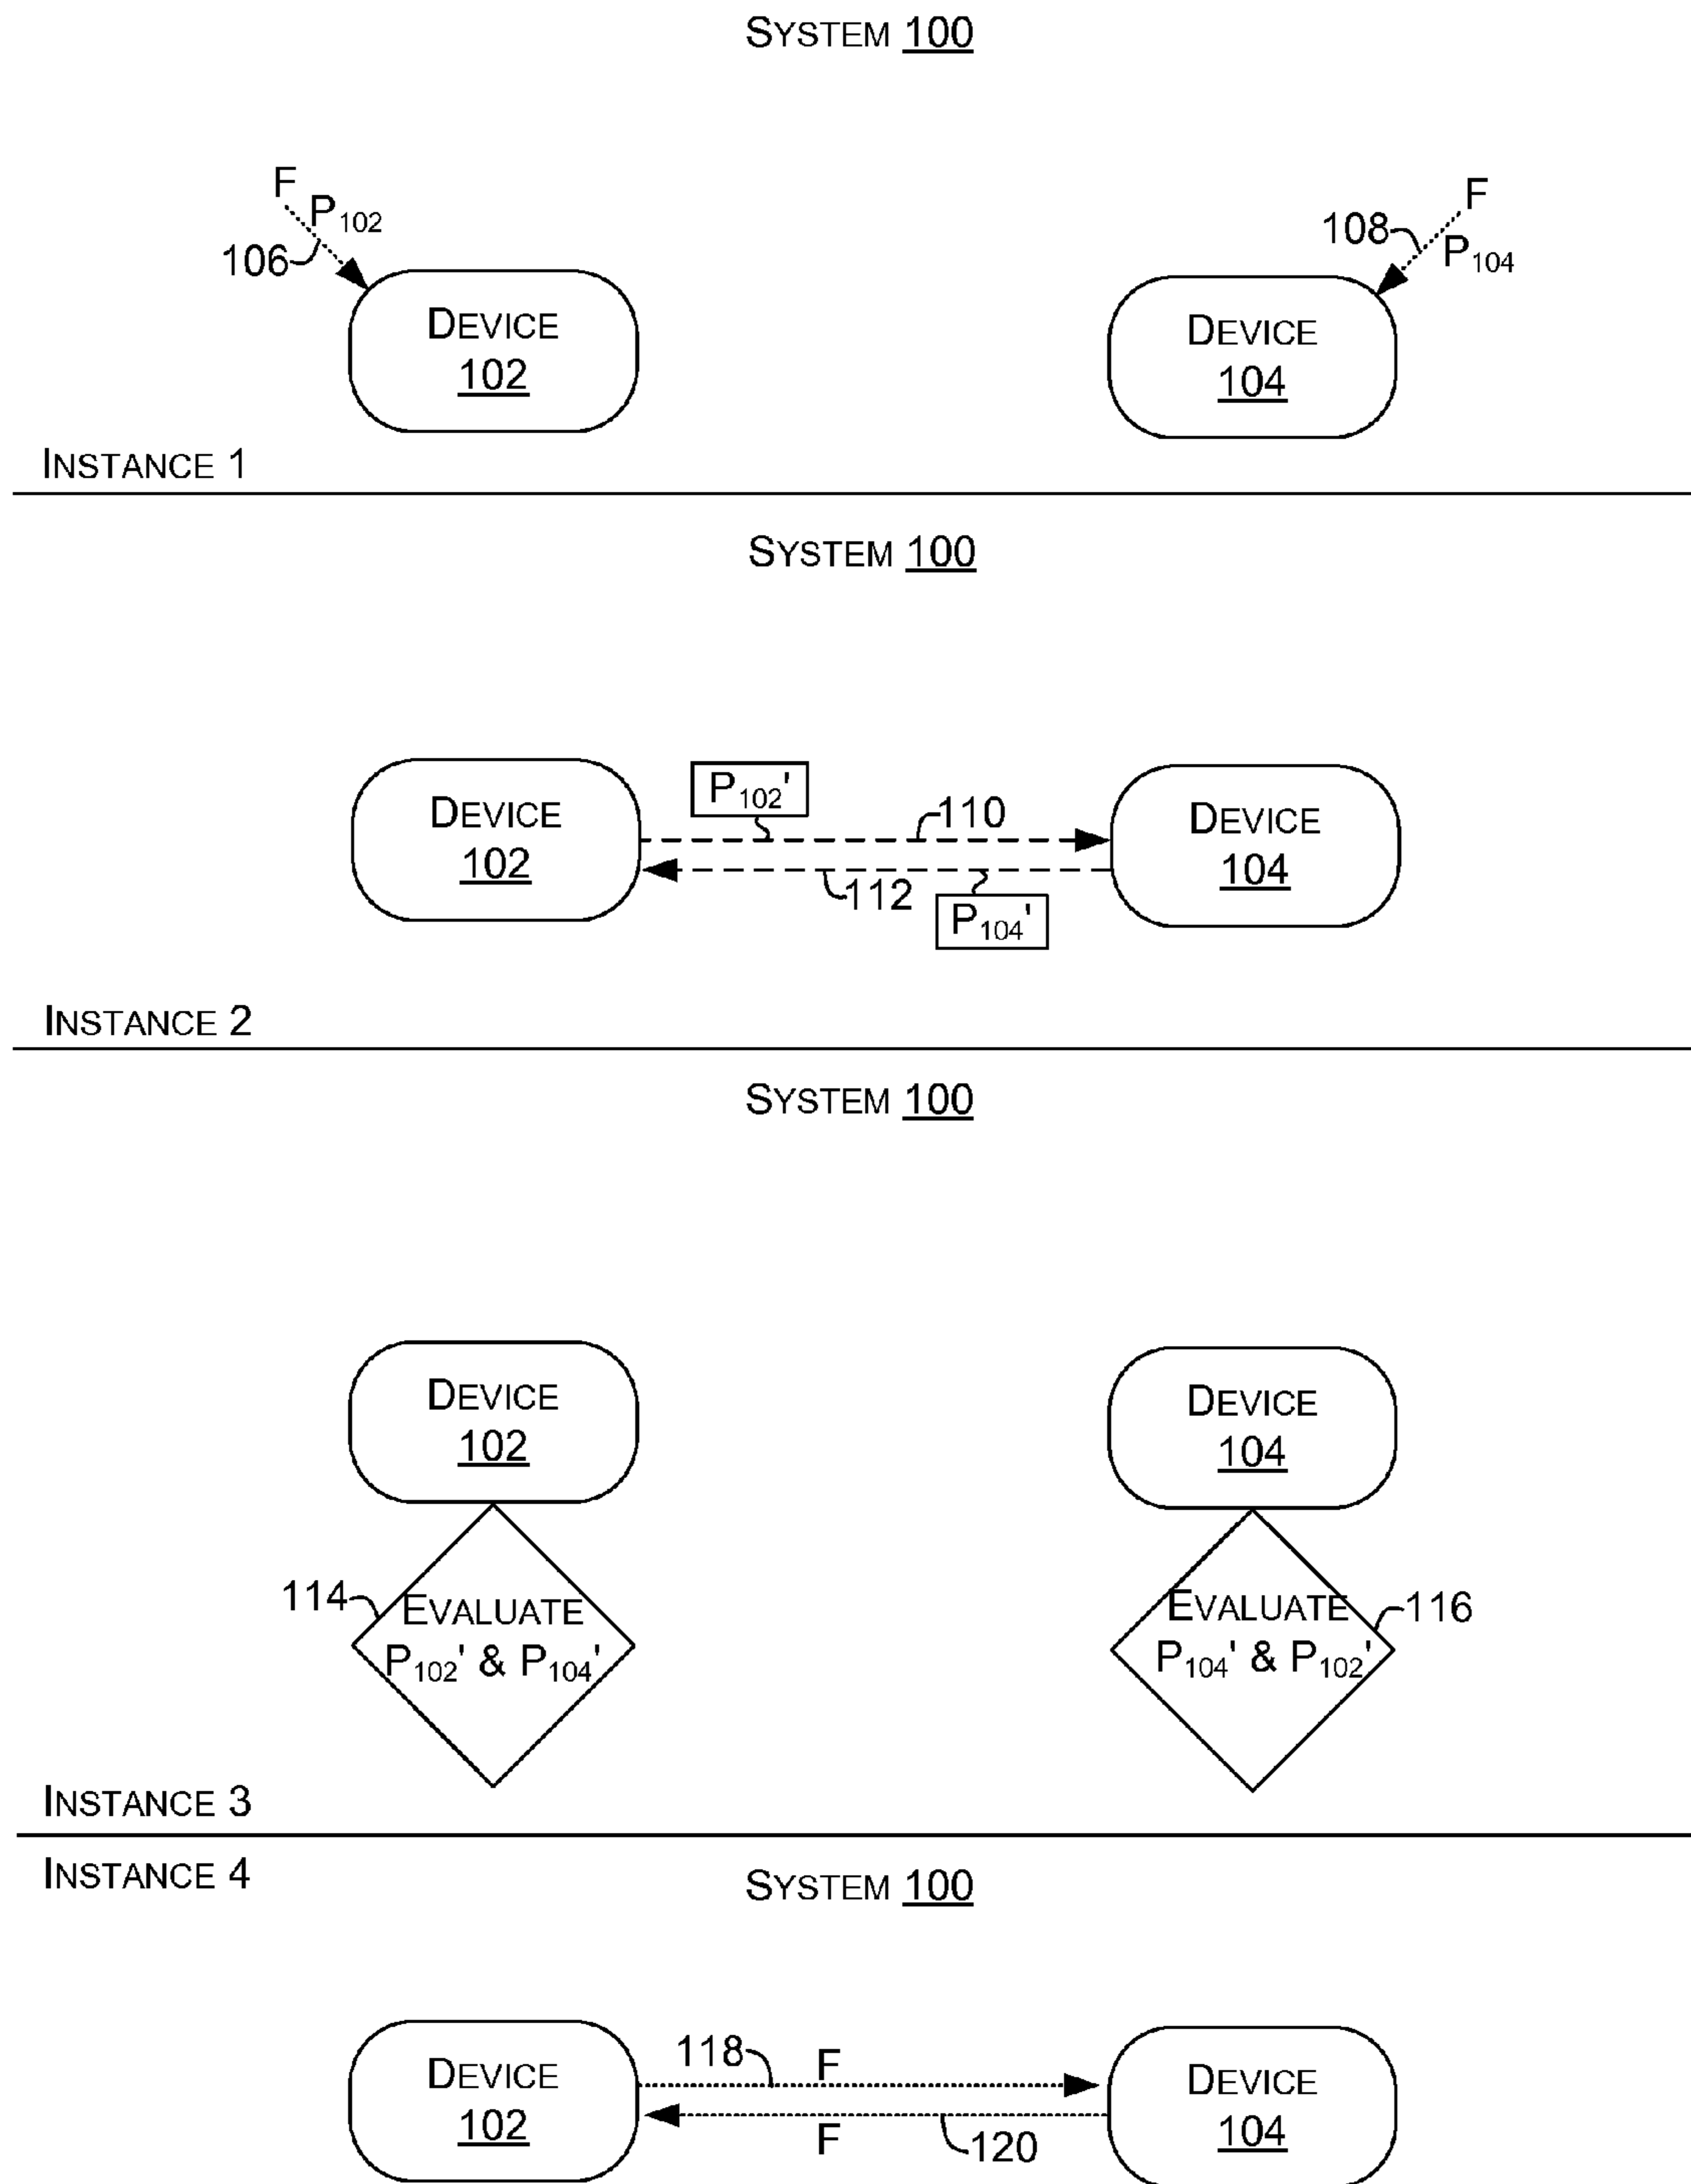 SYSTEM 100
F
P102
106
F
108
P104
DEVICE
102
DEVICE
104
INSTANCE 1
SYSTEM 100
P102'
110
DEVICE
102
DEVICE
104
112
P104'
INSTANCE 2
SYSTEM 100
DEVICE
102
DEVICE
104
114
EVALUATE
P102' & P104'
EVALUATE
P104' & P102'
116
INSTANCE 3
INSTANCE 4
SYSTEM 100
DEVICE
102
118
F
F
120
DEVICE
104